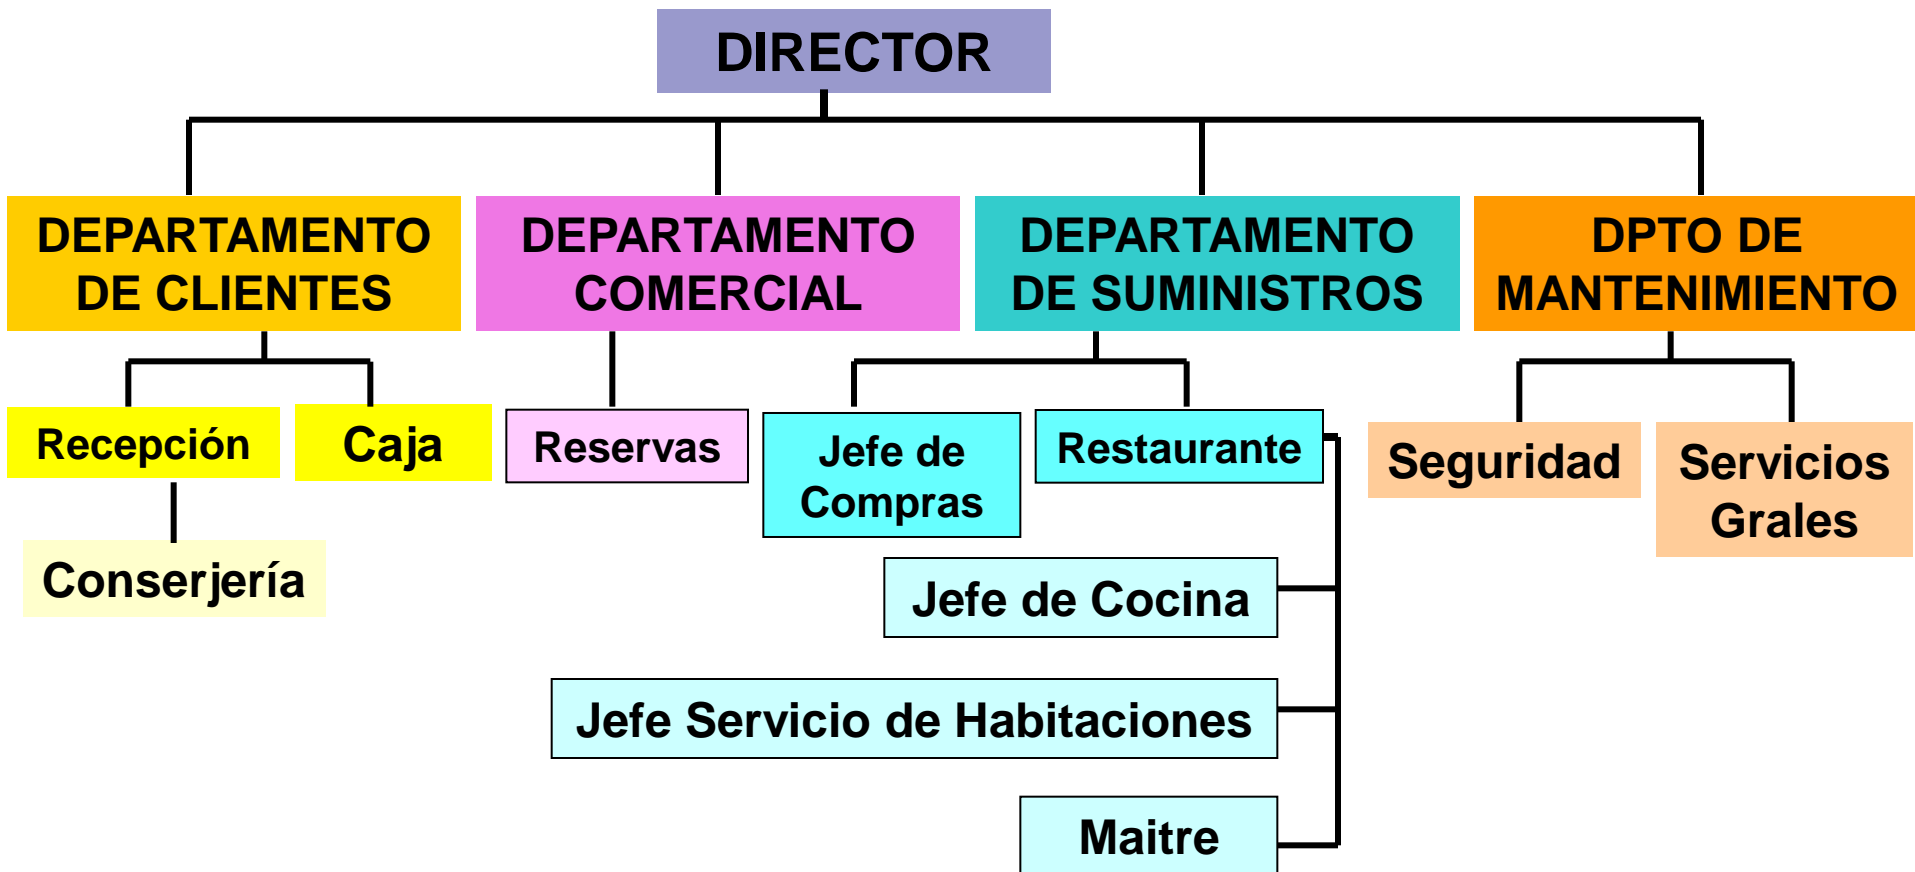 DIRECTOR
DEPARTAMENTO
DE CLIENTES
DEPARTAMENTO
COMERCIAL
DEPARTAMENTO
DE SUMINISTROS
DPTO DE
MANTENIMIENTO
Recepción
Caja
Reservas
Jefe de
Compras
Restaurante
Seguridad
Servicios
Grales
Conserjería
Jefe de Cocina
Jefe Servicio de Habitaciones
Maitre